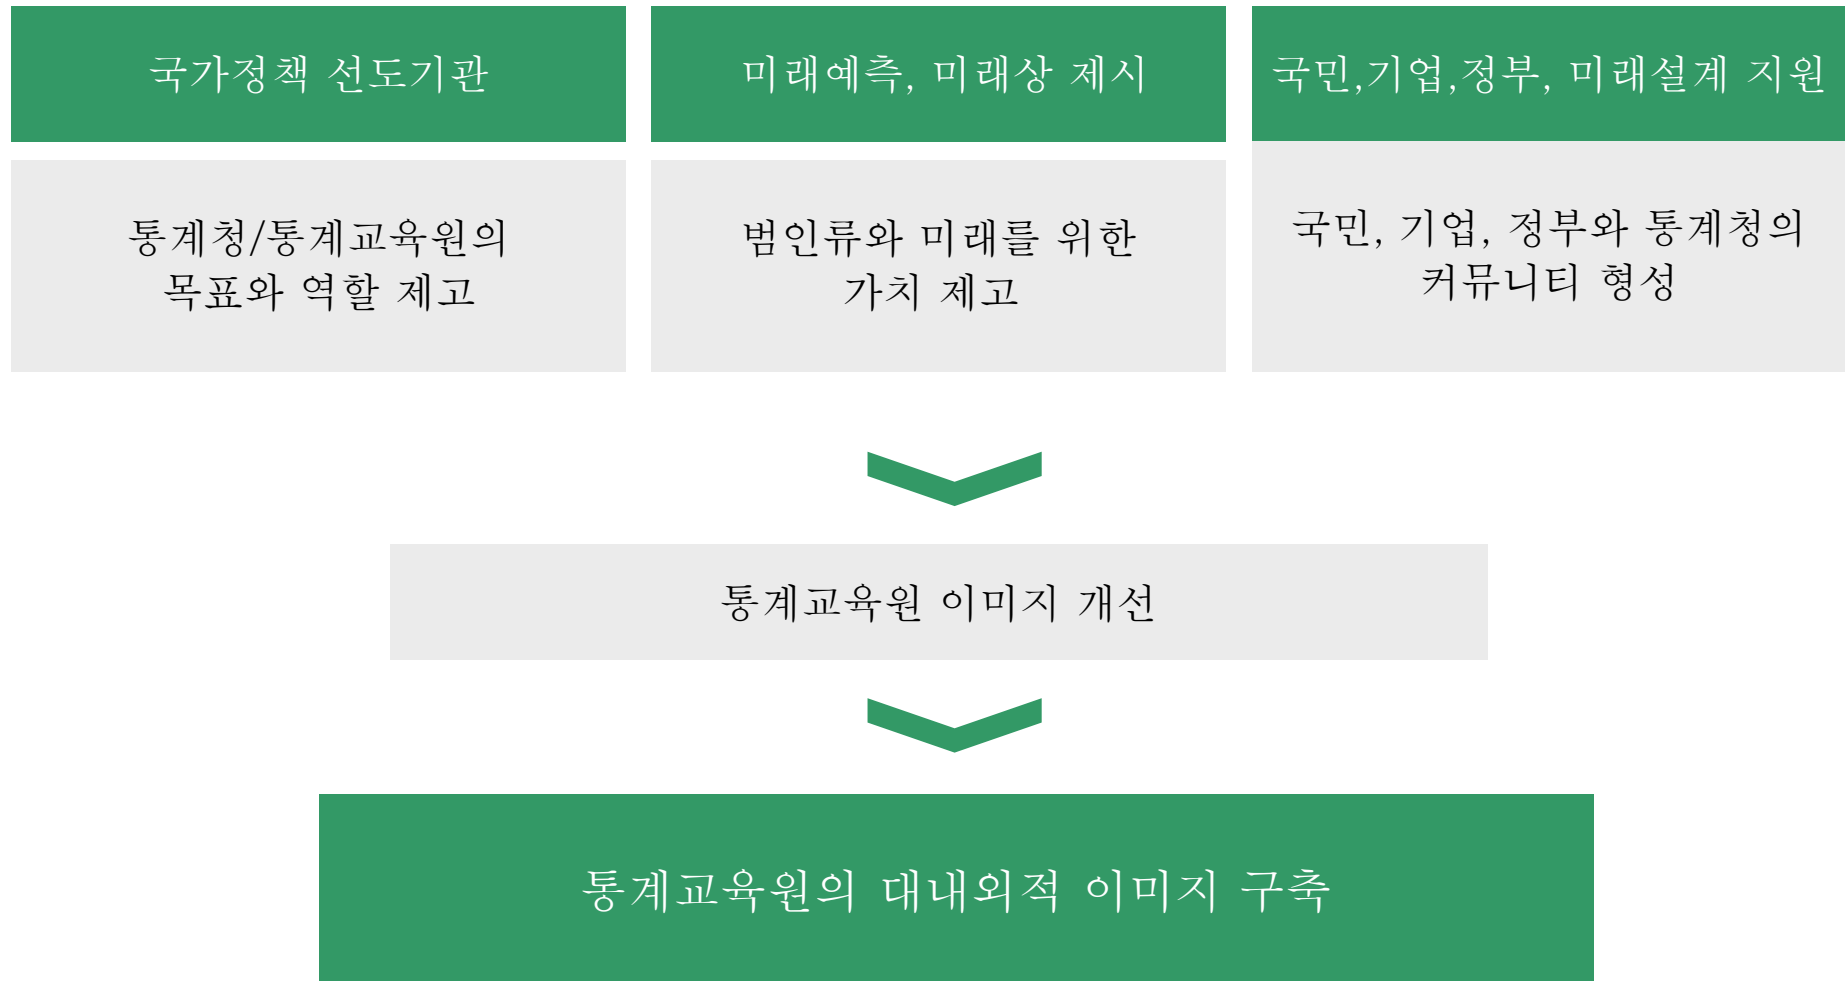 국가정책 선도기관
미래예측, 미래상 제시
국민,기업,정부, 미래설계 지원
통계청/통계교육원의
목표와 역할 제고
범인류와 미래를 위한
가치 제고
국민, 기업, 정부와 통계청의
커뮤니티 형성
통계교육원 이미지 개선
통계교육원의 대내외적 이미지 구축